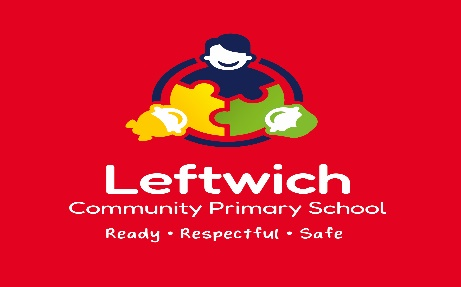 Leftwich
Community Primary School
Ready • Respectful • Safe